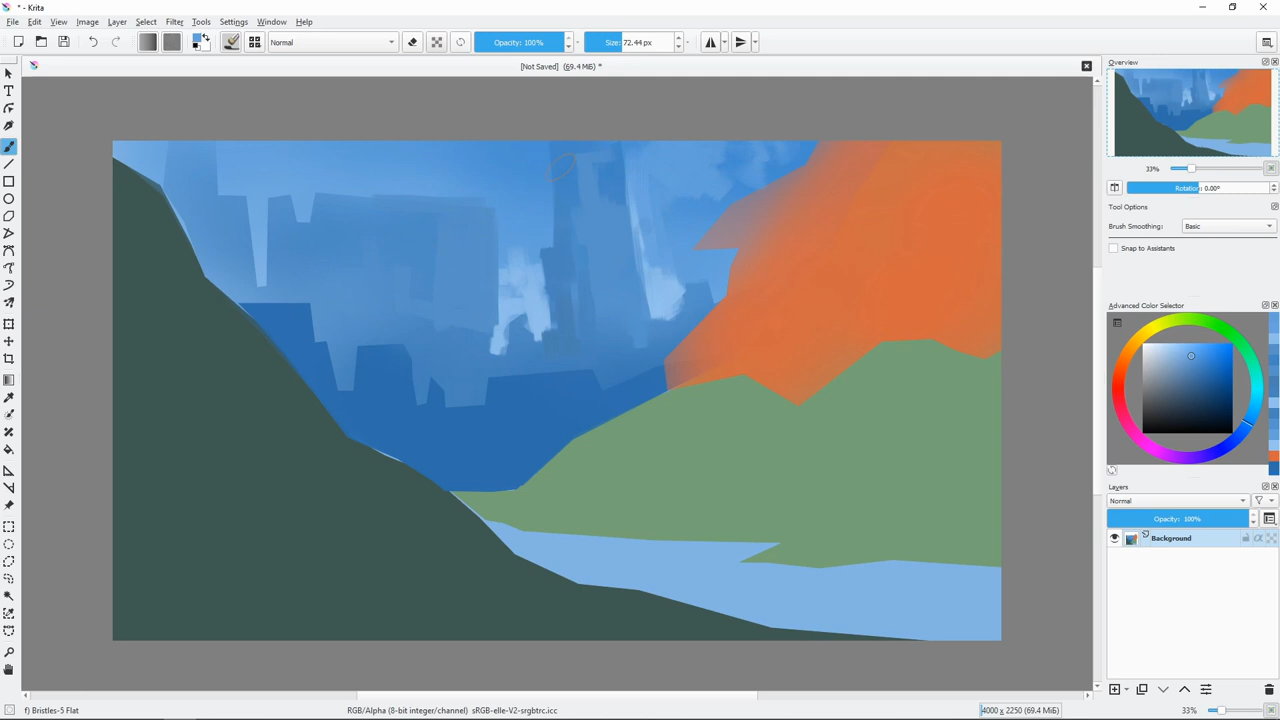 * - Krita
File Edit View Image Layer Select Filter Tools Settings Window Help
Normal Opacity: 100% Size: 72.44 px
[Not Saved] (69.4 MiB) *
Overview
33%
Rotation: 0.00°
Tool Options
Brush Smoothing: Basic
Snap to Assistants
Advanced Color Selector
Layers
Normal
Opacity: 100%
Background
f) Bristles-5 Flat RGB/Alpha (8-bit integer/channel) sRGB-elle-V2-srgbtrc.icc 4000 x 2250 (69.4 MiB) 33%